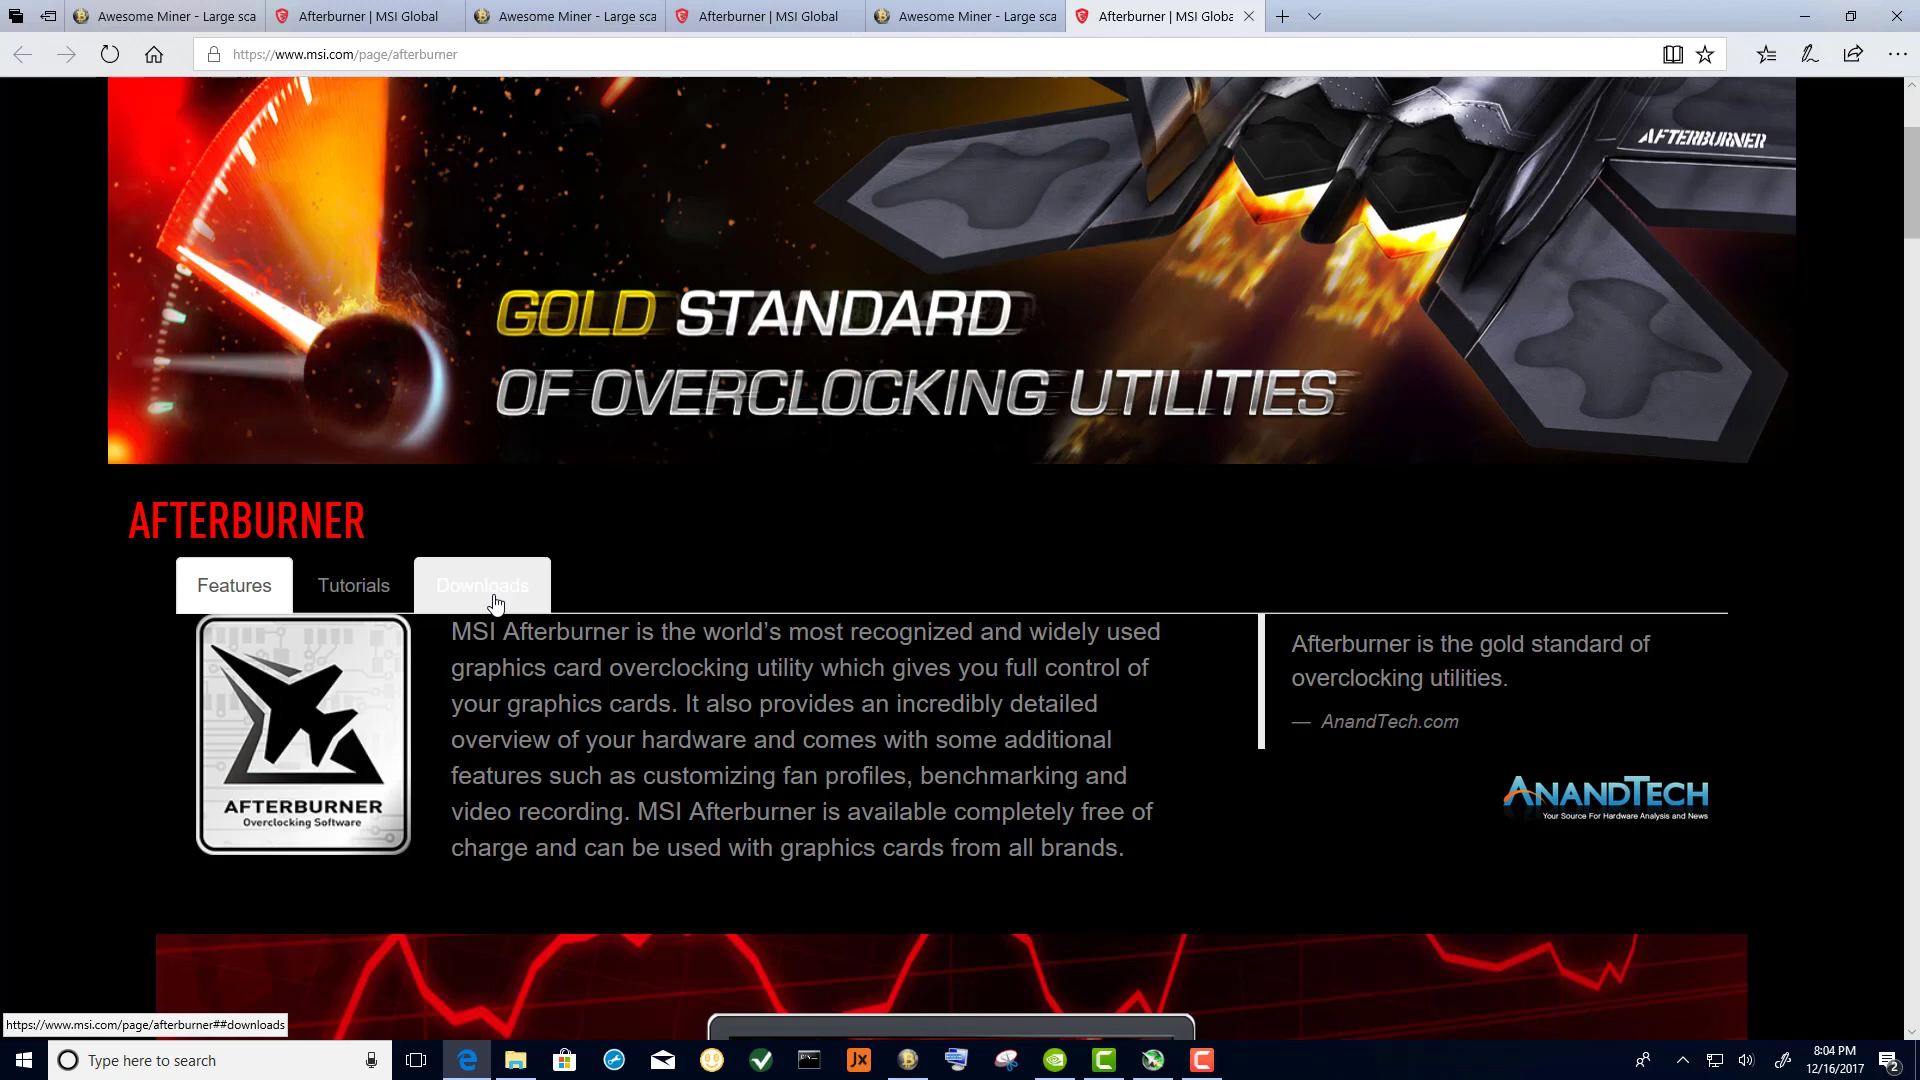 Awesome Miner - Large sca
Afterburner | MSI Global
Awesome Miner - Large sca
Afterburner | MSI Global
Awesome Miner - Large sca
Afterburner | MSI Globa
https://www.msi.com/page/afterburner
AFTERBURNER
GOLD STANDARD
OF OVERCLOCKING UTILITIES
AFTERBURNER
Features
Tutorials
Downloads
AFTERBURNER
Overclocking Software
MSI Afterburner is the world’s most recognized and widely used
graphics card overclocking utility which gives you full control of
your graphics cards. It also provides an incredibly detailed
overview of your hardware and comes with some additional
features such as customizing fan profiles, benchmarking and
video recording. MSI Afterburner is available completely free of
charge and can be used with graphics cards from all brands.
Afterburner is the gold standard of
overclocking utilities.
— AnandTech.com
ANANDTECH
Your Source For Hardware Analysis and News
https://www.msi.com/page/afterburner##downloads
Type here to search
Jx
8:04 PM
12/16/2017
2